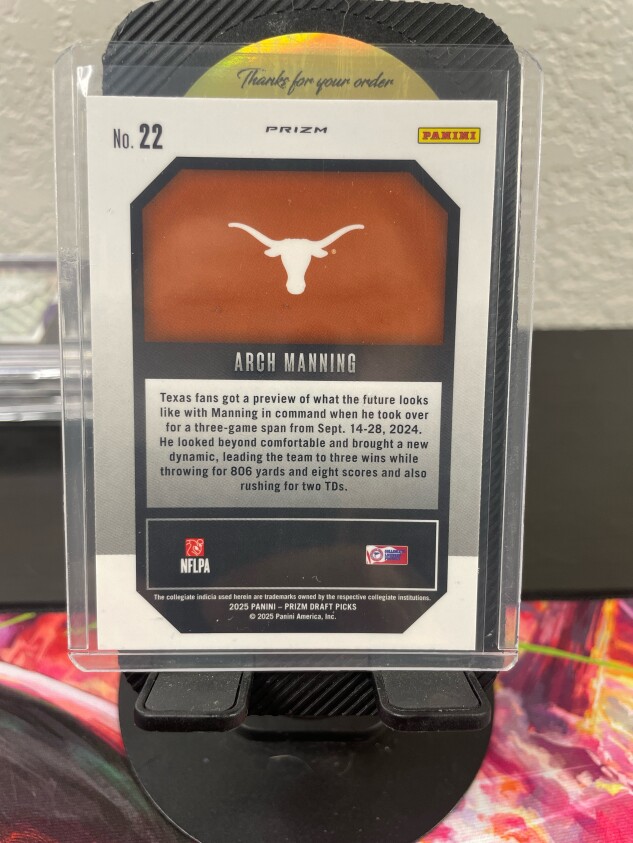 Thanks for your order
No. 22
PRIZM
PANINI
ARCH MANNING
Texas fans got a preview of what the future looks
like with Manning in command when he took over
for a three-game span from Sept. 14-28, 2024.
He looked beyond comfortable and brought a new
dynamic, leading the team to three wins while
throwing for 806 yards and eight scores and also
rushing for two TDs.
NFLPA
The collegiate indicia used herein are trademarks owned by the respective collegiate institutions.
2025 PANINI – PRIZM DRAFT PICKS
© 2025 Panini America, Inc.